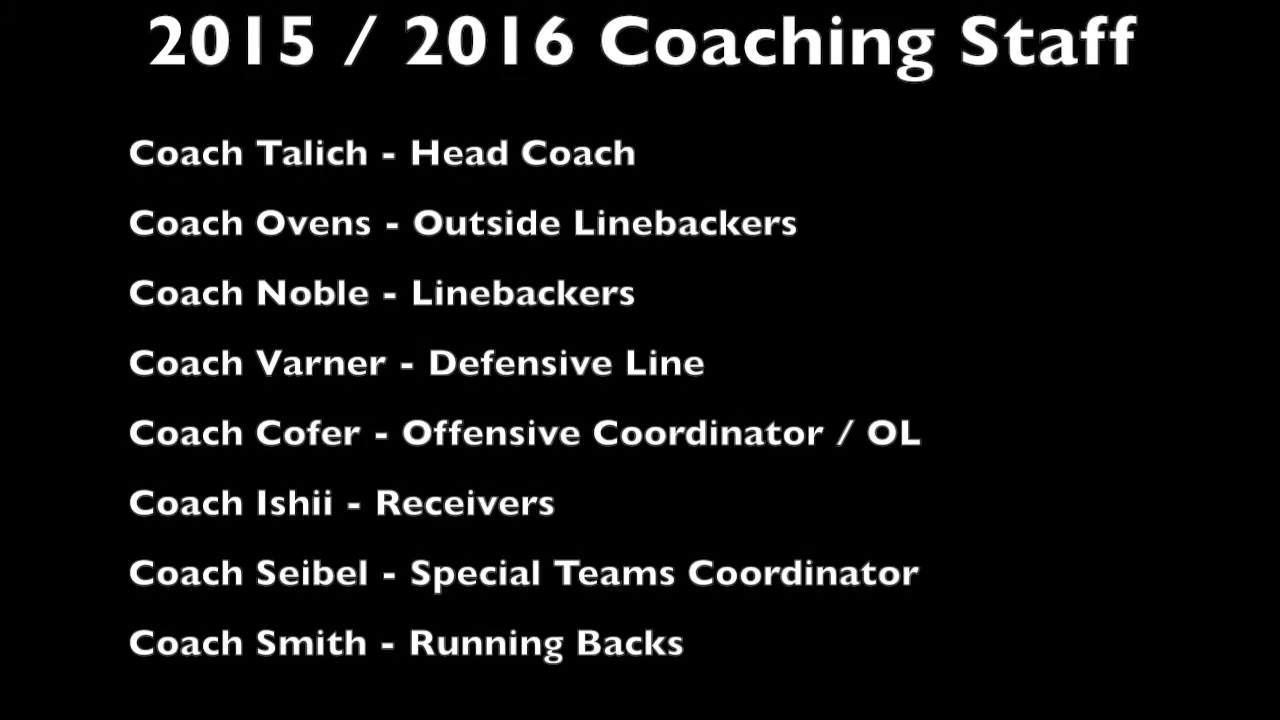 2015 / 2016 Coaching Staff
Coach Talich - Head Coach
Coach Ovens - Outside Linebackers
Coach Noble - Linebackers
Coach Varner - Defensive Line
Coach Cofer - Offensive Coordinator / OL
Coach Ishii - Receivers
Coach Seibel - Special Teams Coordinator
Coach Smith - Running Backs